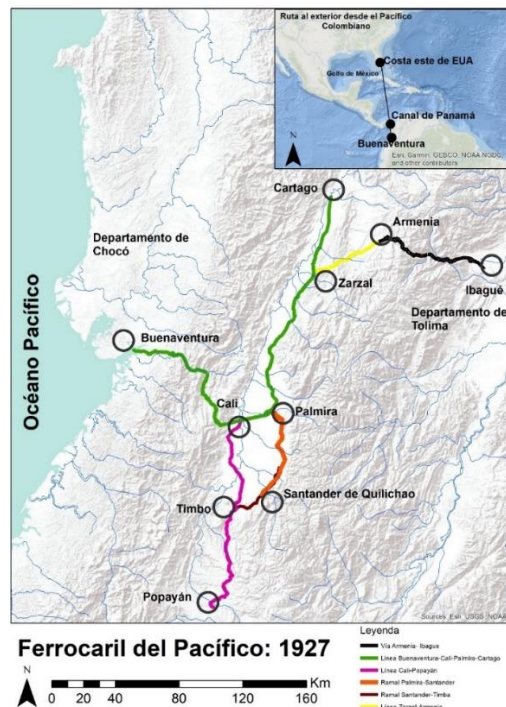 Ruta al exterior desde el Pacífico
Colombiano
Costa este de EUA
Golfo de México
Canal de Panamá
Buenaventura
N
Esri, Garmin, GEBCO, NOAA NGDC,
and other contributors
Cartago
Armenia
Departamento de
Chocó
Zarzal
Ibagué
Departamento de
Tolima
Océano Pacífico
Buenaventura
Cali
Palmira
Timbo
Santander de Quilichao
Popayán
Sources: Esri, USGS, NOAA
Ferrocaril del Pacífico: 1927
N
0 20 40 80 120 160
Km
Leyenda
Vía Armenia- Ibague
Línea Buenaventura-Cali-Palmira-Cartago
Línea Cali-Popayán
Ramal Palmira-Santander
Ramal Santander-Timba
Línea Zarzal-Armenia